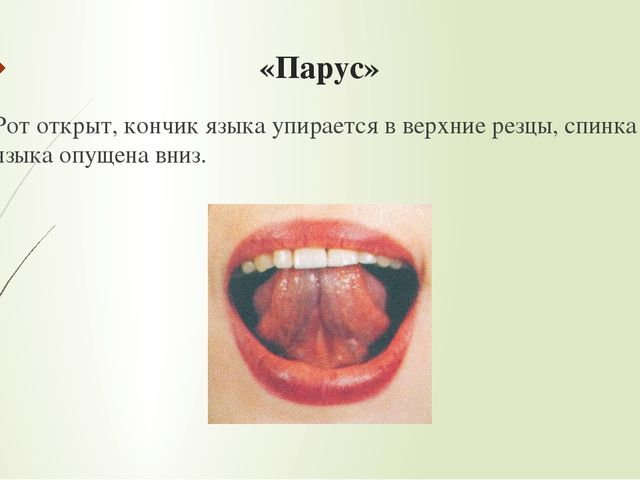 «Парус»
Рот открыт, кончик языка упирается в верхние резцы, спинка
языка опущена вниз.